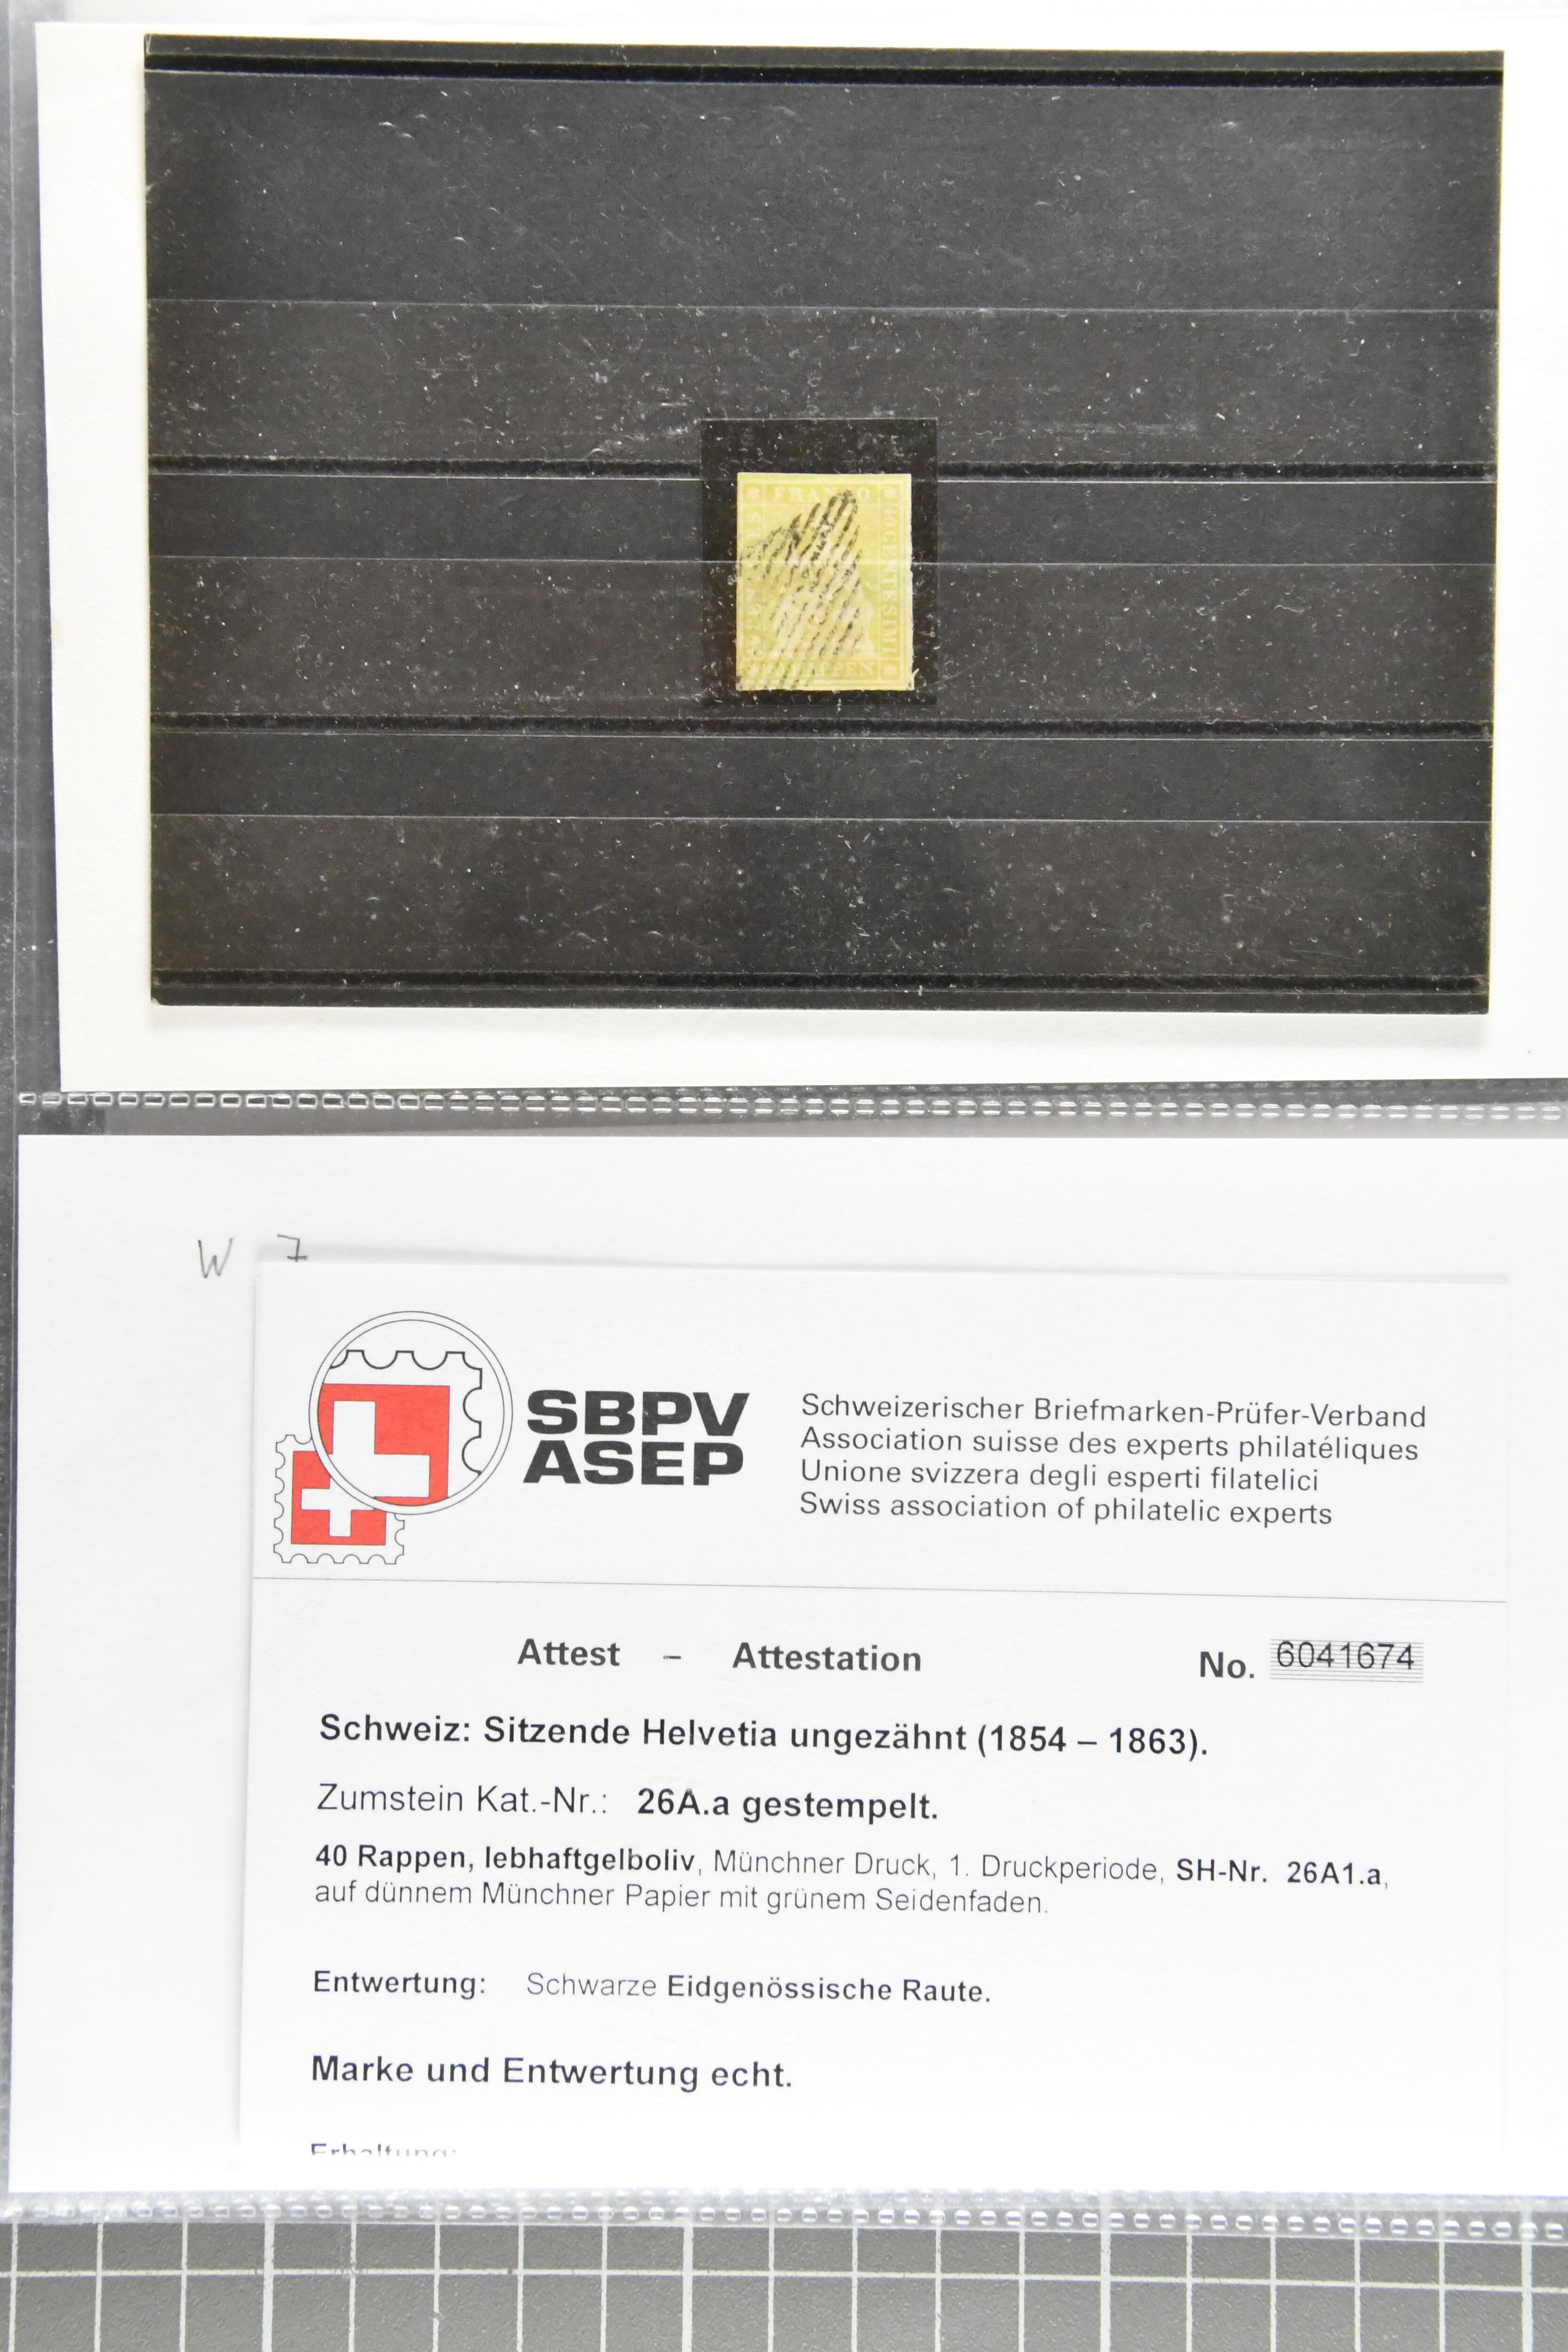 FRANCO
CENTESIMI
RAPPEN
W 7
SBPV
ASEP
Schweizerischer Briefmarken-Prüfer-Verband
Association suisse des experts philatéliques
Unione svizzera degli esperti filatelici
Swiss association of philatelic experts
Attest – Attestation No. 6041674
Schweiz: Sitzende Helvetia ungezähnt (1854 – 1863).
Zumstein Kat.-Nr.: 26A.a gestempelt.
40 Rappen, lebhaftgelboliv, Münchner Druck, 1. Druckperiode, SH-Nr. 26A1.a,
auf dünnem Münchner Papier mit grünem Seidenfaden.
Entwertung: Schwarze Eidgenössische Raute.
Marke und Entwertung echt.
Erhaltung: